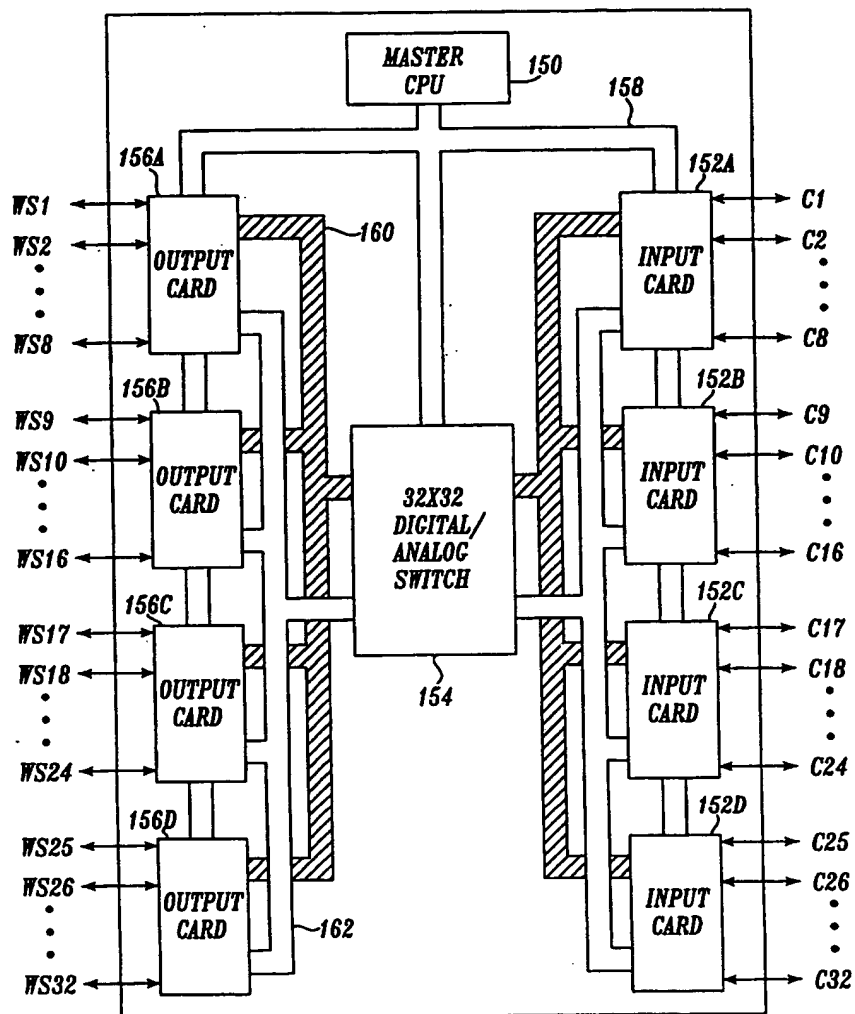 MASTER
CPU
150
158
156A
152A
WS1
C1
WS2
160
C2
OUTPUT
CARD
INPUT
CARD
WS8
C8
156B
152B
WS9
C9
WS10
C10
OUTPUT
CARD
32X32
DIGITAL/
ANALOG
SWITCH
INPUT
CARD
WS16
C16
156C
152C
WS17
C17
WS18
C18
154
OUTPUT
CARD
INPUT
CARD
WS24
C24
156D
152D
WS25
C25
WS26
C26
OUTPUT
CARD
162
INPUT
CARD
WS32
C32